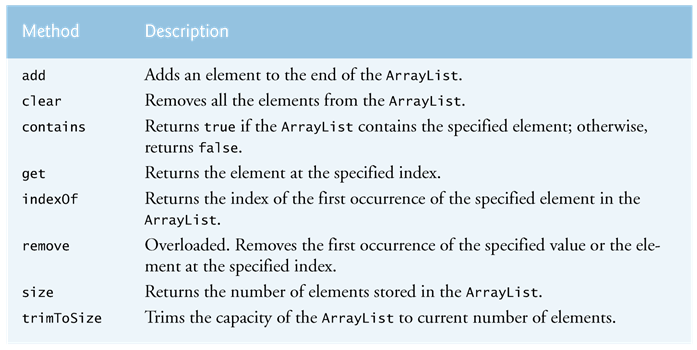 Method Description
add Adds an element to the end of the ArrayList.
clear Removes all the elements from the ArrayList.
contains Returns true if the ArrayList contains the specified element; otherwise,
returns false.
get Returns the element at the specified index.
indexOf Returns the index of the first occurrence of the specified element in the
ArrayList.
remove Overloaded. Removes the first occurrence of the specified value or the ele-
ment at the specified index.
size Returns the number of elements stored in the ArrayList.
trimToSize Trims the capacity of the ArrayList to current number of elements.